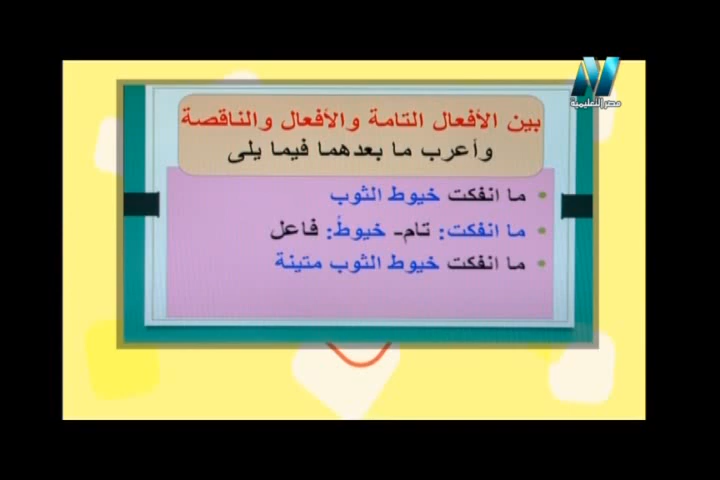 مصر التعليمية
بين الأفعال التامة والأفعال والناقصة
وأعرب ما بعدهما فيما يلى
ما انفكت خيوط الثوب
ما انفكت: تام- خيوطُ: فاعل
ما انفكت خيوط الثوب متينة